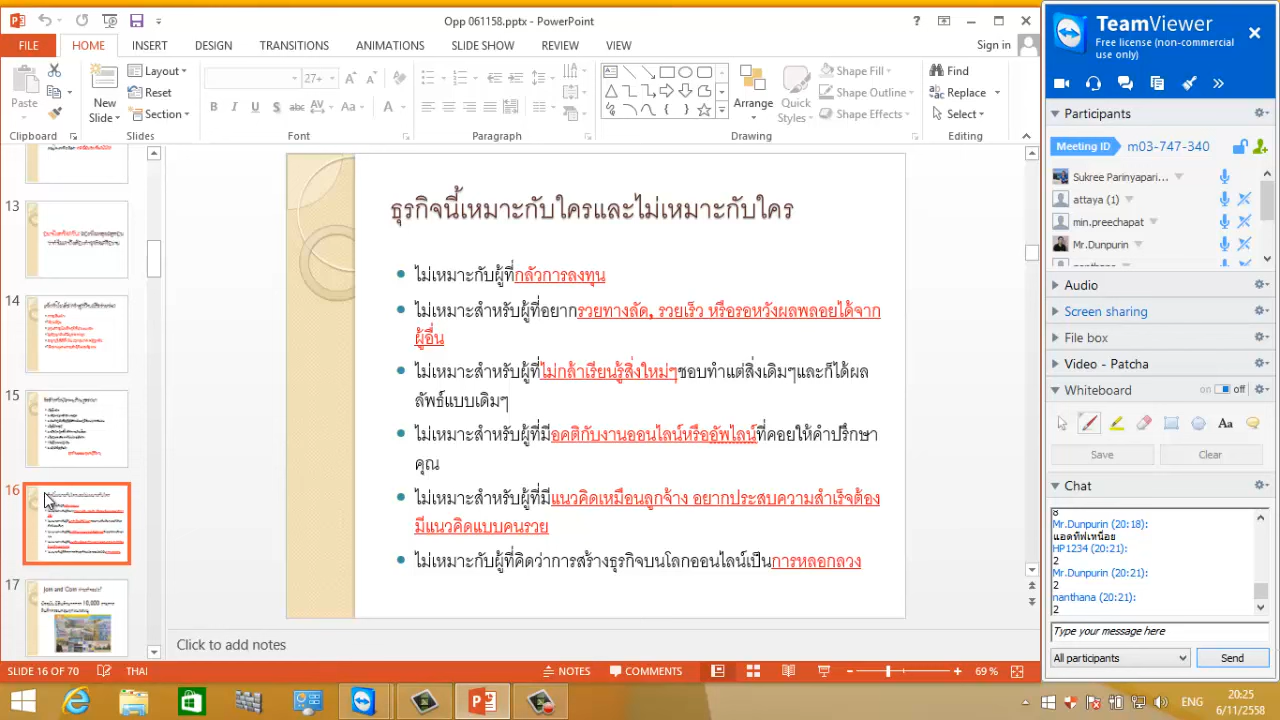 Opp 061158.pptx - PowerPoint
FILE
HOME
INSERT
DESIGN
TRANSITIONS
ANIMATIONS
SLIDE SHOW
REVIEW
VIEW
Sign in
Paste
New
Slide
Layout
Reset
Section
27+
Shape Fill
Shape Outline
Shape Effects
Arrange
Quick
Styles
Find
Replace
Select
Clipboard
Slides
Font
Paragraph
Drawing
Editing
13
14
15
16
17
ธุรกิจนี้เหมาะกับใครและไม่เหมาะกับใคร
ไม่เหมาะกับผู้ที่กลัวการลงทุน
ไม่เหมาะสำหรับผู้ที่อยากรวยทางลัด, รวยเร็ว หรือรอหวังผลพลอยได้จาก
ผู้อื่น
ไม่เหมาะสำหรับผู้ที่ไม่กล้าเรียนรู้สิ่งใหม่ๆชอบทำแต่สิ่งเดิมๆและก็ได้ผล
ลัพธ์แบบเดิมๆ
ไม่เหมาะสำหรับผู้ที่มีอคติกับงานออนไลน์หรืออัพไลน์ที่คอยให้คำปรึกษา
คุณ
ไม่เหมาะสำหรับผู้ที่มีแนวคิดเหมือนลูกจ้าง อยากประสบความสำเร็จต้อง
มีแนวคิดแบบคนรวย
ไม่เหมาะกับผู้ที่คิดว่าการสร้างธุรกิจบนโลกออนไลน์เป็นการหลอกลวง
Click to add notes
SLIDE 16 OF 70
THAI
NOTES
COMMENTS
69 %
TeamViewer
Free license (non-commercial
use only)
Participants
Meeting ID
m03-747-340
Sukree Parinyapari...
attaya (1)
min.preechapat
Mr.Dunpurin
Audio
Screen sharing
File box
Video - Patcha
Whiteboard
on
off
Aa
Save
Clear
Chat
8
Mr.Dunpurin (20:18):
แอดทัฟเหนื่อย
HP1234 (20:21):
2
Mr.Dunpurin (20:21):
2
nanthana (20:21):
2
Type your message here
All participants
Send
ENG
20:25
6/11/2558